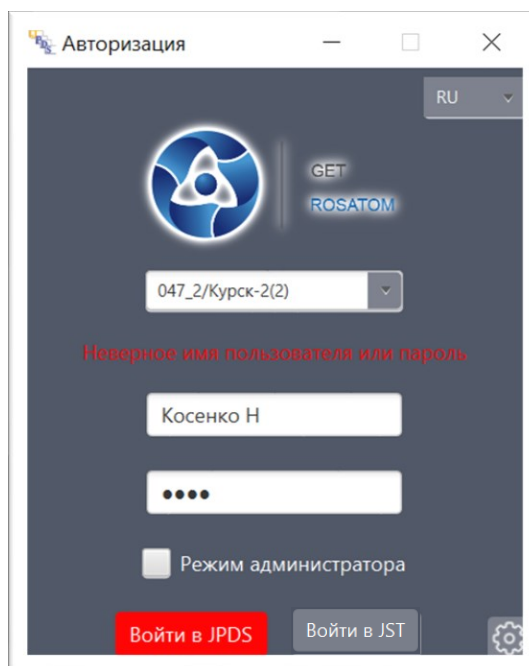 Авторизация
RU
GET
ROSATOM
047_2/Курск-2(2)
Неверное имя пользователя или пароль
Косенко Н
••••
Режим администратора
Войти в JPDS
Войти в JST